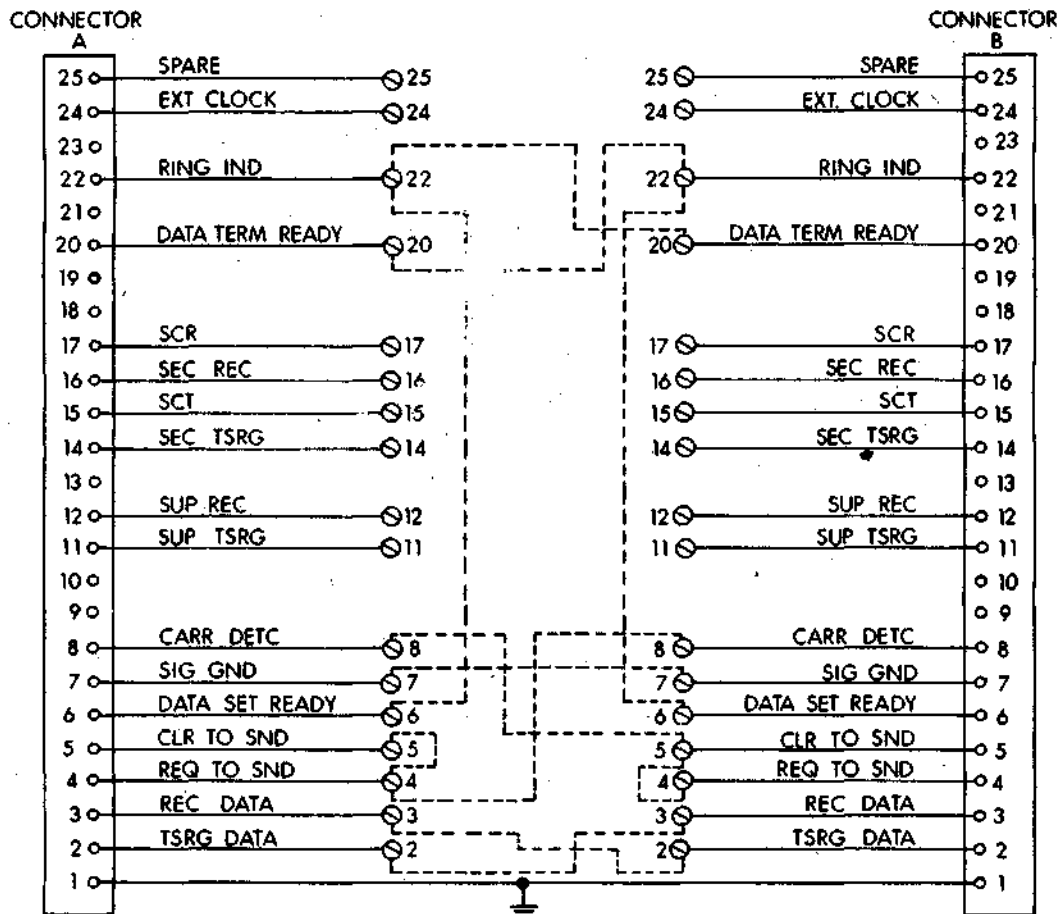 CONNECTOR CONNECTOR
A B
25 SPARE 25 25 SPARE 25
24 EXT CLOCK 24 24 EXT. CLOCK 24
23 23
22 RING IND 22 22 RING IND 22
21 21
20 DATA TERM READY 20 20 DATA TERM READY 20
19 19
18 18
17 SCR 17 17 SCR 17
16 SEC REC 16 16 SEC REC 16
15 SCT 15 15 SCT 15
14 SEC TSRG 14 14 SEC TSRG 14
13 13
12 SUP REC 12 12 SUP REC 12
11 SUP TSRG 11 11 SUP TSRG 11
10 10
9 9
8 CARR DETC 8 8 CARR DETC 8
7 SIG GND 7 7 SIG GND 7
6 DATA SET READY 6 6 DATA SET READY 6
5 CLR TO SND 5 5 CLR TO SND 5
4 REQ TO SND 4 4 REQ TO SND 4
3 REC DATA 3 3 REC DATA 3
2 TSRG DATA 2 2 TSRG DATA 2
1 1